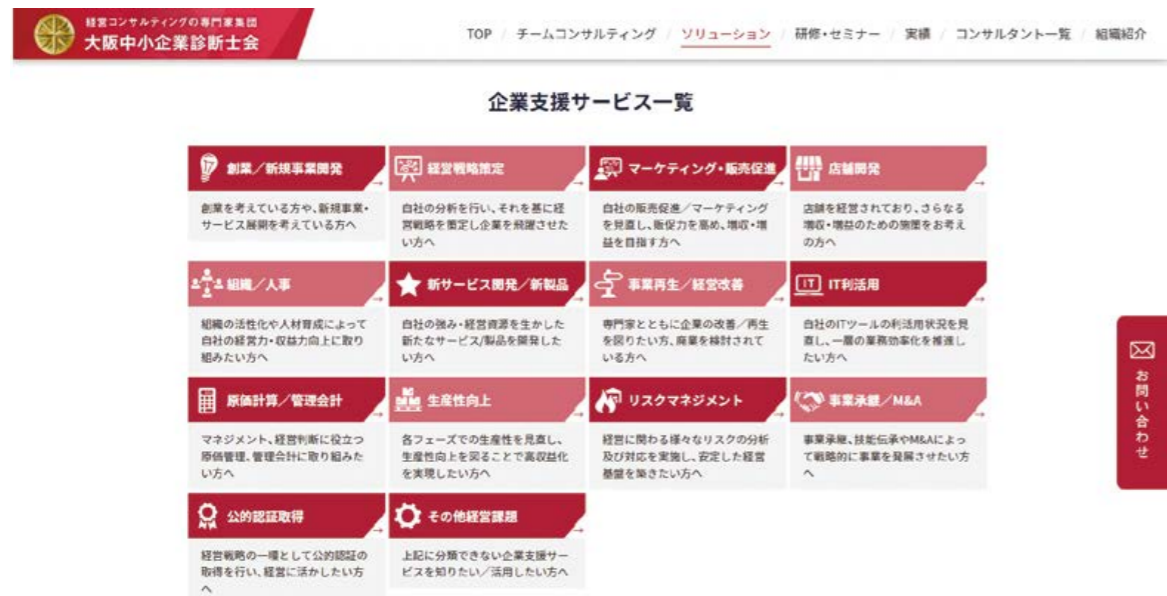 経営コンサルティングの専門家集団
大阪中小企業診断士会
TOP / チームコンサルティング / ソリューション / 研修・セミナー / 実績 / コンサルタント一覧 / 組織紹介
企業支援サービス一覧
創業／新規事業開発
創業を考えている方や、新規事業・
サービス展開を考えている方へ
経営戦略策定
自社の分析を行い、それを基に経
営戦略を策定し企業を飛躍させた
い方へ
マーケティング・販売促進
自社の販売促進／マーケティング
を見直し、販促力を高め、増収・増
益を目指す方へ
店舗開発
店舗を経営されており、さらなる
増収・増益のための施策をお考え
の方へ
組織／人事
組織の活性化や人材育成によって
自社の経営力・収益力向上に取り
組みたい方へ
新サービス開発／新製品
自社の強み・経営資源を生かした
新たなサービス/製品を開発した
い方へ
事業再生／経営改善
専門家とともに企業の改善／再生
を図りたい方、廃業を検討されて
いる方へ
IT
IT利活用
自社のITツールの利活用状況を見
直し、一層の業務効率化を推進し
たい方へ
原価計算／管理会計
マネジメント、経営判断に役立つ
原価管理、管理会計に取り組みた
い方へ
生産性向上
各フェーズでの生産性を見直し、
生産性向上を図ることで高収益化
を実現したい方へ
リスクマネジメント
経営に関わる様々なリスクの分析
及び対応を実施し、安定した経営
基盤を築きたい方へ
事業承継／M&A
事業承継、技能伝承やM&Aによっ
て戦略的に事業を発展させたい方
へ
公的認証取得
経営戦略の一環として公的認証の
取得を行い、経営に活かしたい方
へ
その他経営課題
上記に分類できない企業支援サー
ビスを知りたい／活用したい方へ
お問い合わせ